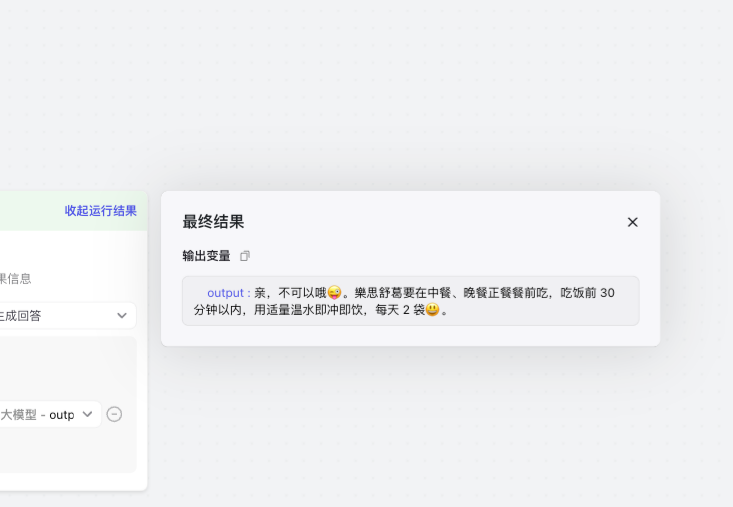 收起运行结果
果信息
生成回答
大模型 - outp
最终结果
输出变量
output : 亲，不可以哦😜。樂思舒葛要在中餐、晚餐正餐餐前吃，吃饭前 30
分钟以内，用适量温水即冲即饮，每天 2 袋😃。